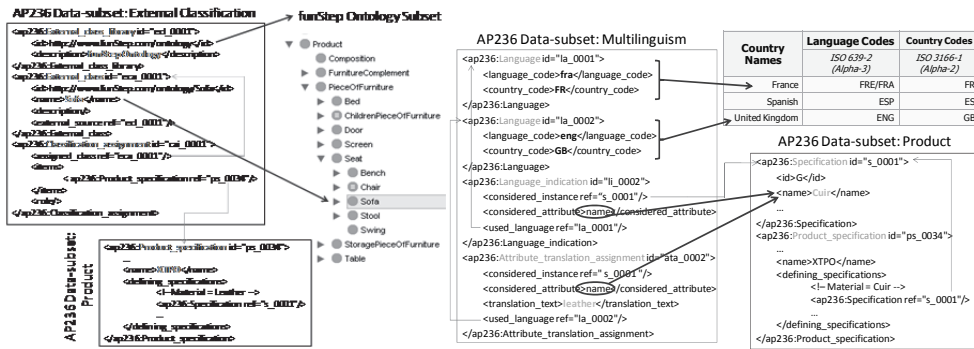 AP236 Data-subset: External Classification
<ap236:External_class_library id="ecl_0001">
<id>http://www.funStep.com/ontology</id>
<description>funStep Ontology</description>
</ap236:External_class_library>
<ap236:External_class id="eca_0001">
<id>http://www.funStep.com/ontology/Sofa</id>
<name>Sofa</name>
<description/>
<external_source ref="ecl_0001"/>
</ap236:External_class>
<ap236:Classification_assignment id="cai_0001">
<assigned_class ref="eca_0001"/>
<items>
<ap236:Product_specification ref="ps_0034"/>
</items>
<role/>
</ap236:Classification_assignment>
AP236 Data-subset:
Product
<ap236:Product_specification id="ps_0034">
...
<name>XTPO</name>
<defining_specifications>
<!-- Material = Leather -->
<ap236:Specification ref="s_0001"/>
...
</defining_specifications>
</ap236:Product_specification>
funStep Ontology Subset
Product
Composition
FurnitureComplement
PieceOfFurniture
Bed
ChildrenPieceOfFurniture
Door
Screen
Seat
Bench
Chair
Sofa
Stool
Swing
StoragePieceOfFurniture
Table
AP236 Data-subset: Multilinguism
<ap236:Language id="la_0001">
<language_code>fra</language_code>
<country_code>FR</country_code>
</ap236:Language>
<ap236:Language id="la_0002">
<language_code>eng</language_code>
<country_code>GB</country_code>
</ap236:Language>
<ap236:Language_indication id="li_0002">
<considered_instance ref="s_0001"/>
<considered_attribute>name</considered_attribute>
<used_language ref="la_0001"/>
</ap236:Language_indication>
<ap236:Attribute_translation_assignment id="ata_0002">
<considered_instance ref=" s_0001"/>
<considered_attribute>name</considered_attribute>
<translation_text>leather</translation_text>
<used_language ref="la_0002"/>
</ap236:Attribute_translation_assignment>
Country Names Language Codes Country Codes
ISO 639-2 (Alpha-3) ISO 3166-1 (Alpha-2)
France FRE/FRA FR
Spanish ESP ES
United Kingdom ENG GB
AP236 Data-subset: Product
<ap236:Specification id="s_0001">
<id>G</id>
<name>Cuir</name>
...
</ap236:Specification>
<ap236:Product_specification id="ps_0034">
...
<name>XTPO</name>
<defining_specifications>
<!-- Material = Cuir -->
<ap236:Specification ref="s_0001"/>
...
</defining_specifications>
</ap236:Product_specification>